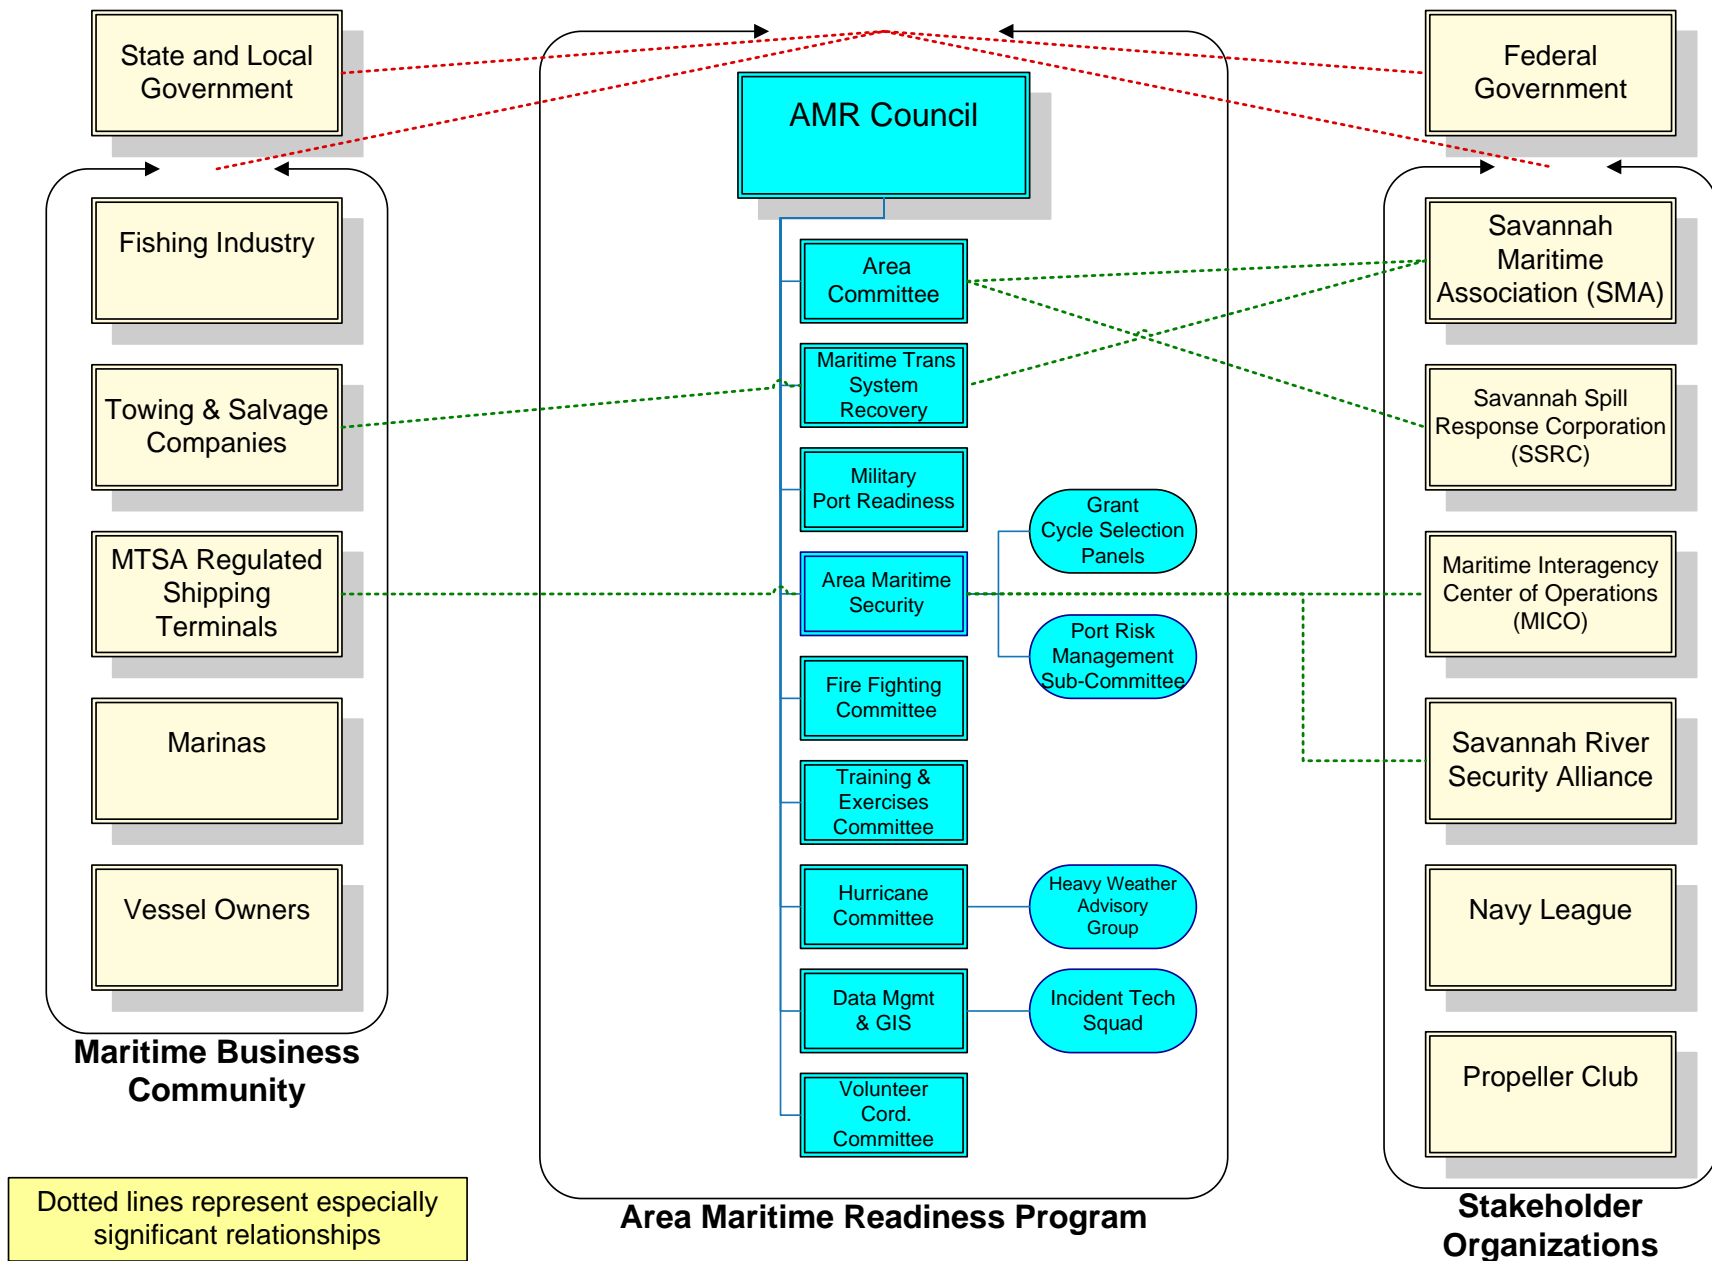 State and Local
Government
Fishing Industry
Towing & Salvage
Companies
MTSA Regulated
Shipping
Terminals
Marinas
Vessel Owners
Maritime Business
Community
Dotted lines represent especially
significant relationships
AMR Council
Area
Committee
Maritime Trans
System
Recovery
Military
Port Readiness
Area Maritime
Security
Grant
Cycle Selection
Panels
Port Risk
Management
Sub-Committee
Fire Fighting
Committee
Training &
Exercises
Committee
Hurricane
Committee
Heavy Weather
Advisory
Group
Data Mgmt
& GIS
Incident Tech
Squad
Volunteer
Cord.
Committee
Area Maritime Readiness Program
Federal
Government
Savannah
Maritime
Association (SMA)
Savannah Spill
Response Corporation
(SSRC)
Maritime Interagency
Center of Operations
(MICO)
Savannah River
Security Alliance
Navy League
Propeller Club
Stakeholder
Organizations